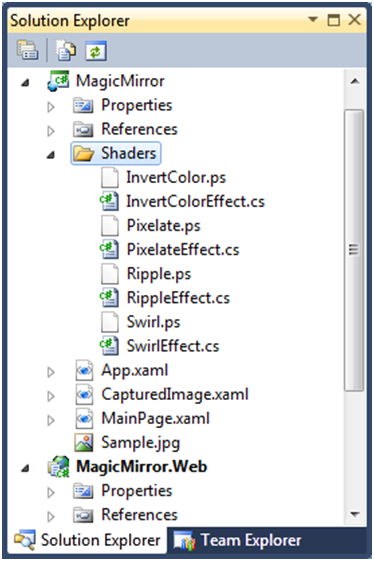 Solution Explorer
MagicMirror
Properties
References
Shaders
InvertColor.ps
InvertColorEffect.cs
Pixelate.ps
PixelateEffect.cs
Ripple.ps
RippleEffect.cs
Swirl.ps
SwirlEffect.cs
App.xaml
CapturedImage.xaml
MainPage.xaml
Sample.jpg
MagicMirror.Web
Properties
References
Solution Explorer Team Explorer